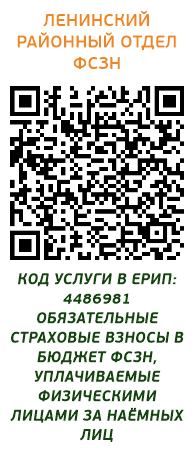 ЛЕНИНСКИЙ
РАЙОННЫЙ ОТДЕЛ
ФСЗН
КОД УСЛУГИ В ЕРИП:
4486981
ОБЯЗАТЕЛЬНЫЕ
СТРАХОВЫЕ ВЗНОСЫ В
БЮДЖЕТ ФСЗН,
УПЛАЧИВАЕМЫЕ
ФИЗИЧЕСКИМИ
ЛИЦАМИ ЗА НАЁМНЫХ
ЛИЦ